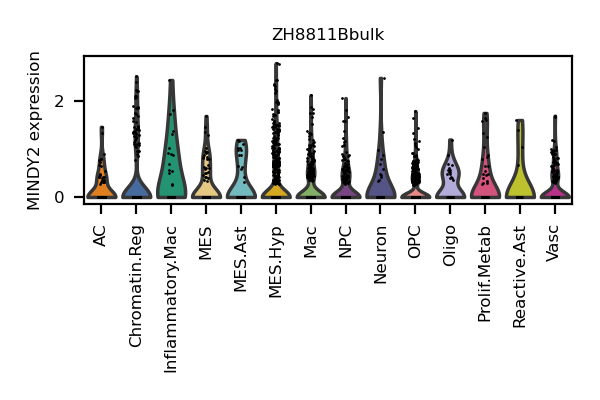 ZH8811Bbulk
MINDY2 expression
2
0
AC
Chromatin.Reg
Inflammatory.Mac
MES
MES.Ast
MES.Hyp
Mac
NPC
Neuron
OPC
Oligo
Prolif.Metab
Reactive.Ast
Vasc